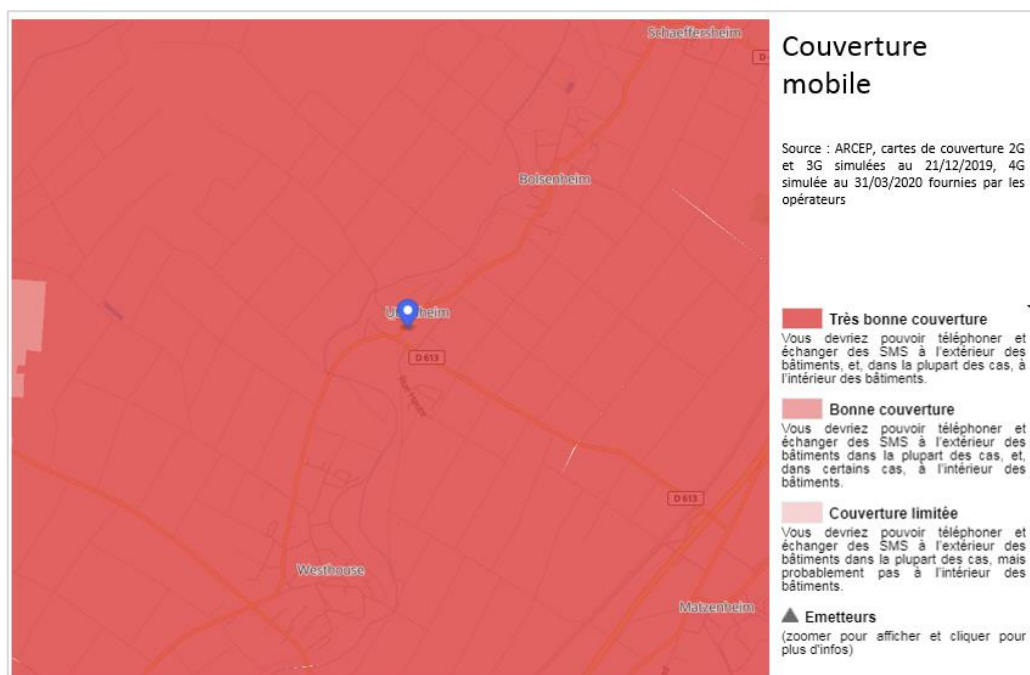 Schaeffersheim
D
Bolsenheim
heim
D 613
D 613
Westhouse
Matzenheim
Couverture
mobile
Source : ARCEP, cartes de couverture 2G
et 3G simulées au 21/12/2019, 4G
simulée au 31/03/2020 fournies par les
opérateurs
Très bonne couverture
Vous devriez pouvoir téléphoner et
échanger des SMS à l'extérieur des
bâtiments, et, dans la plupart des cas, à
l'intérieur des bâtiments.
Bonne couverture
Vous devriez pouvoir téléphoner et
échanger des SMS à l'extérieur des
bâtiments dans la plupart des cas, et,
dans certains cas, à l'intérieur des
bâtiments.
Couverture limitée
Vous devriez pouvoir téléphoner et
échanger des SMS à l'extérieur des
bâtiments dans la plupart des cas, mais
probablement pas à l'intérieur des
bâtiments.
Emetteurs
(zoomer pour afficher et cliquer pour
plus d'infos)